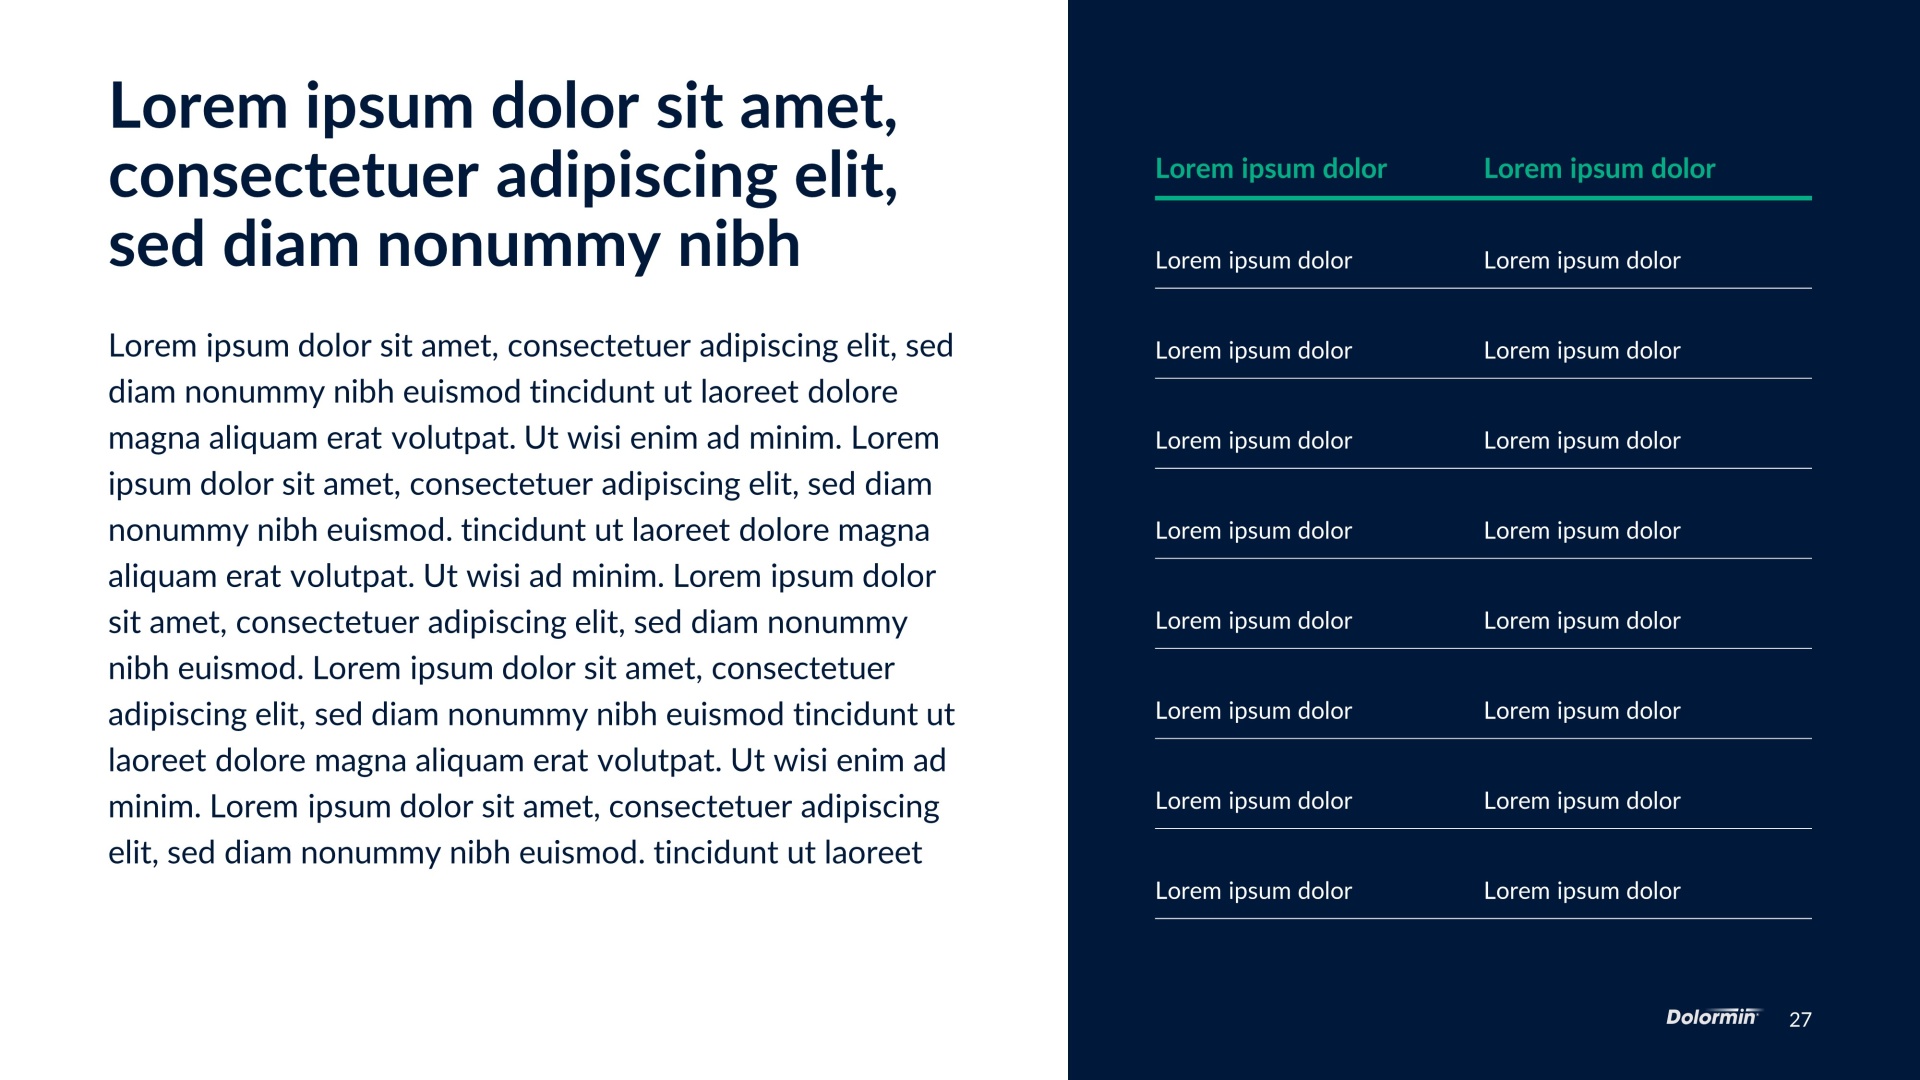 Lorem ipsum dolor sit amet,
consectetuer adipiscing elit,
sed diam nonummy nibh
Lorem ipsum dolor sit amet, consectetuer adipiscing elit, sed
diam nonummy nibh euismod tincidunt ut laoreet dolore
magna aliquam erat volutpat. Ut wisi enim ad minim. Lorem
ipsum dolor sit amet, consectetuer adipiscing elit, sed diam
nonummy nibh euismod. tincidunt ut laoreet dolore magna
aliquam erat volutpat. Ut wisi ad minim. Lorem ipsum dolor
sit amet, consectetuer adipiscing elit, sed diam nonummy
nibh euismod. Lorem ipsum dolor sit amet, consectetuer
adipiscing elit, sed diam nonummy nibh euismod tincidunt ut
laoreet dolore magna aliquam erat volutpat. Ut wisi enim ad
minim. Lorem ipsum dolor sit amet, consectetuer adipiscing
elit, sed diam nonummy nibh euismod. tincidunt ut laoreet
Lorem ipsum dolor Lorem ipsum dolor
Lorem ipsum dolor Lorem ipsum dolor
Lorem ipsum dolor Lorem ipsum dolor
Lorem ipsum dolor Lorem ipsum dolor
Lorem ipsum dolor Lorem ipsum dolor
Lorem ipsum dolor Lorem ipsum dolor
Lorem ipsum dolor Lorem ipsum dolor
Lorem ipsum dolor Lorem ipsum dolor
Lorem ipsum dolor Lorem ipsum dolor
Dolormin 27